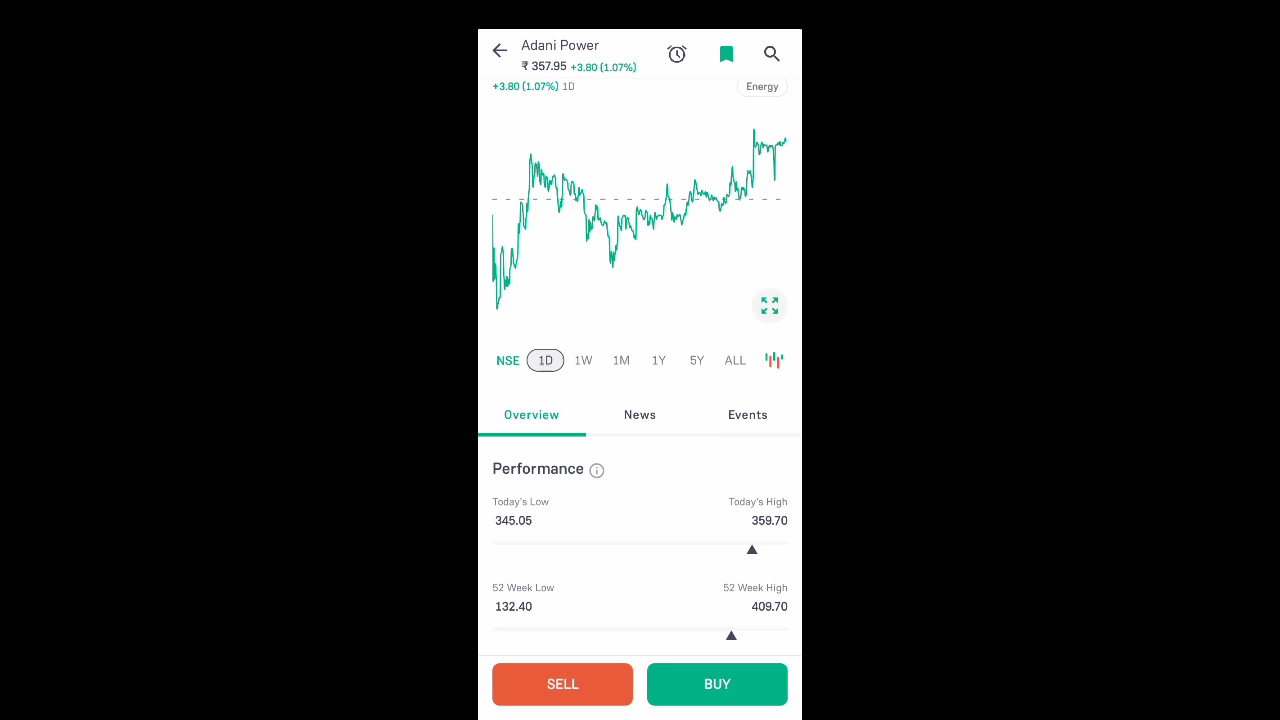 Adani Power
₹ 357.95 +3.80 (1.07%)
+3.80 (1.07%) 1D
Energy
NSE 1D 1W 1M 1Y 5Y ALL
Overview News Events
Performance
Today's Low Today's High
345.05 359.70
52 Week Low 52 Week High
132.40 409.70
SELL BUY